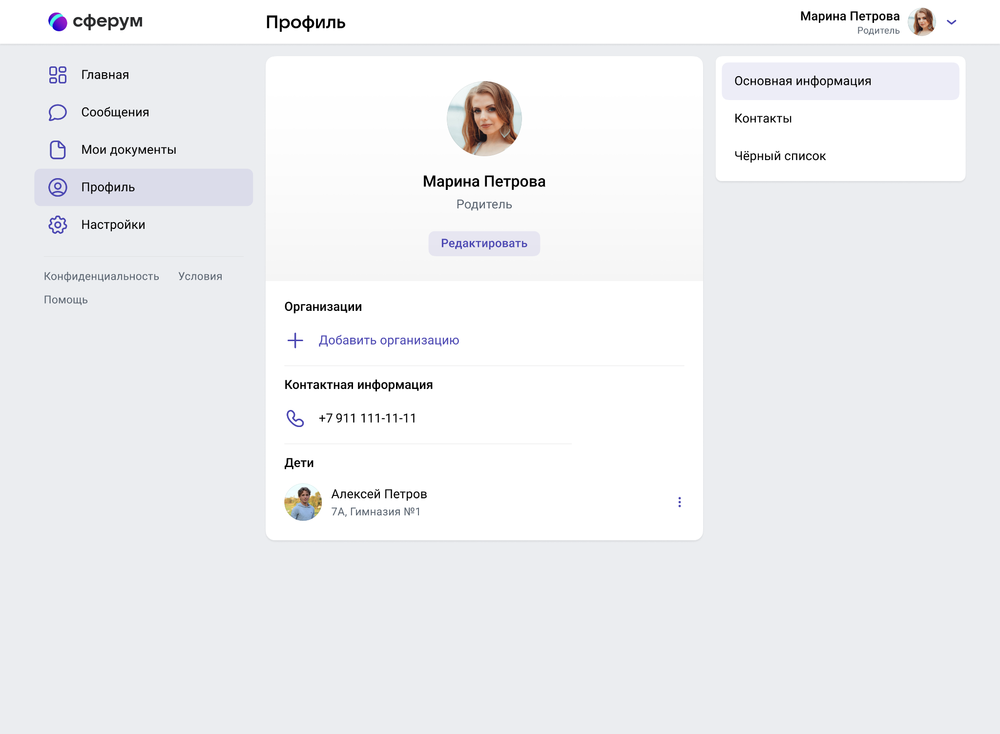 сферум
Профиль
Марина Петрова
Родитель
Главная
Сообщения
Мои документы
Профиль
Настройки
Конфиденциальность
Условия
Помощь
Марина Петрова
Родитель
Редактировать
Организации
Добавить организацию
Контактная информация
+7 911 111-11-11
Дети
Алексей Петров
7А, Гимназия №1
Основная информация
Контакты
Чёрный список